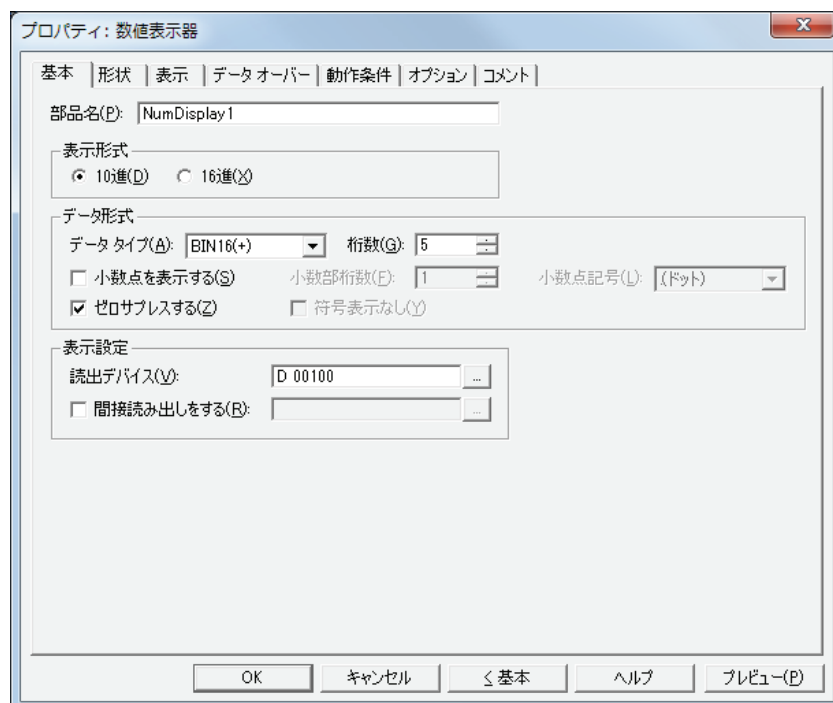 プロパティ: 数値表示器
基本 形状 表示 データ オーバー 動作条件 オプション コメント
部品名(P): NumDisplay1
表示形式
10進(D) 16進(X)
データ形式
データ タイプ(A): BIN16(+) 桁数(G): 5
小数点を表示する(S) 小数部桁数(F): 1 小数点記号(L): .(ドット)
ゼロサプレスする(Z) 符号表示なし(Y)
表示設定
読出デバイス(V): D 00100 ...
間接読み出しをする(R): ...
OK キャンセル < 基本 ヘルプ プレビュー(P)